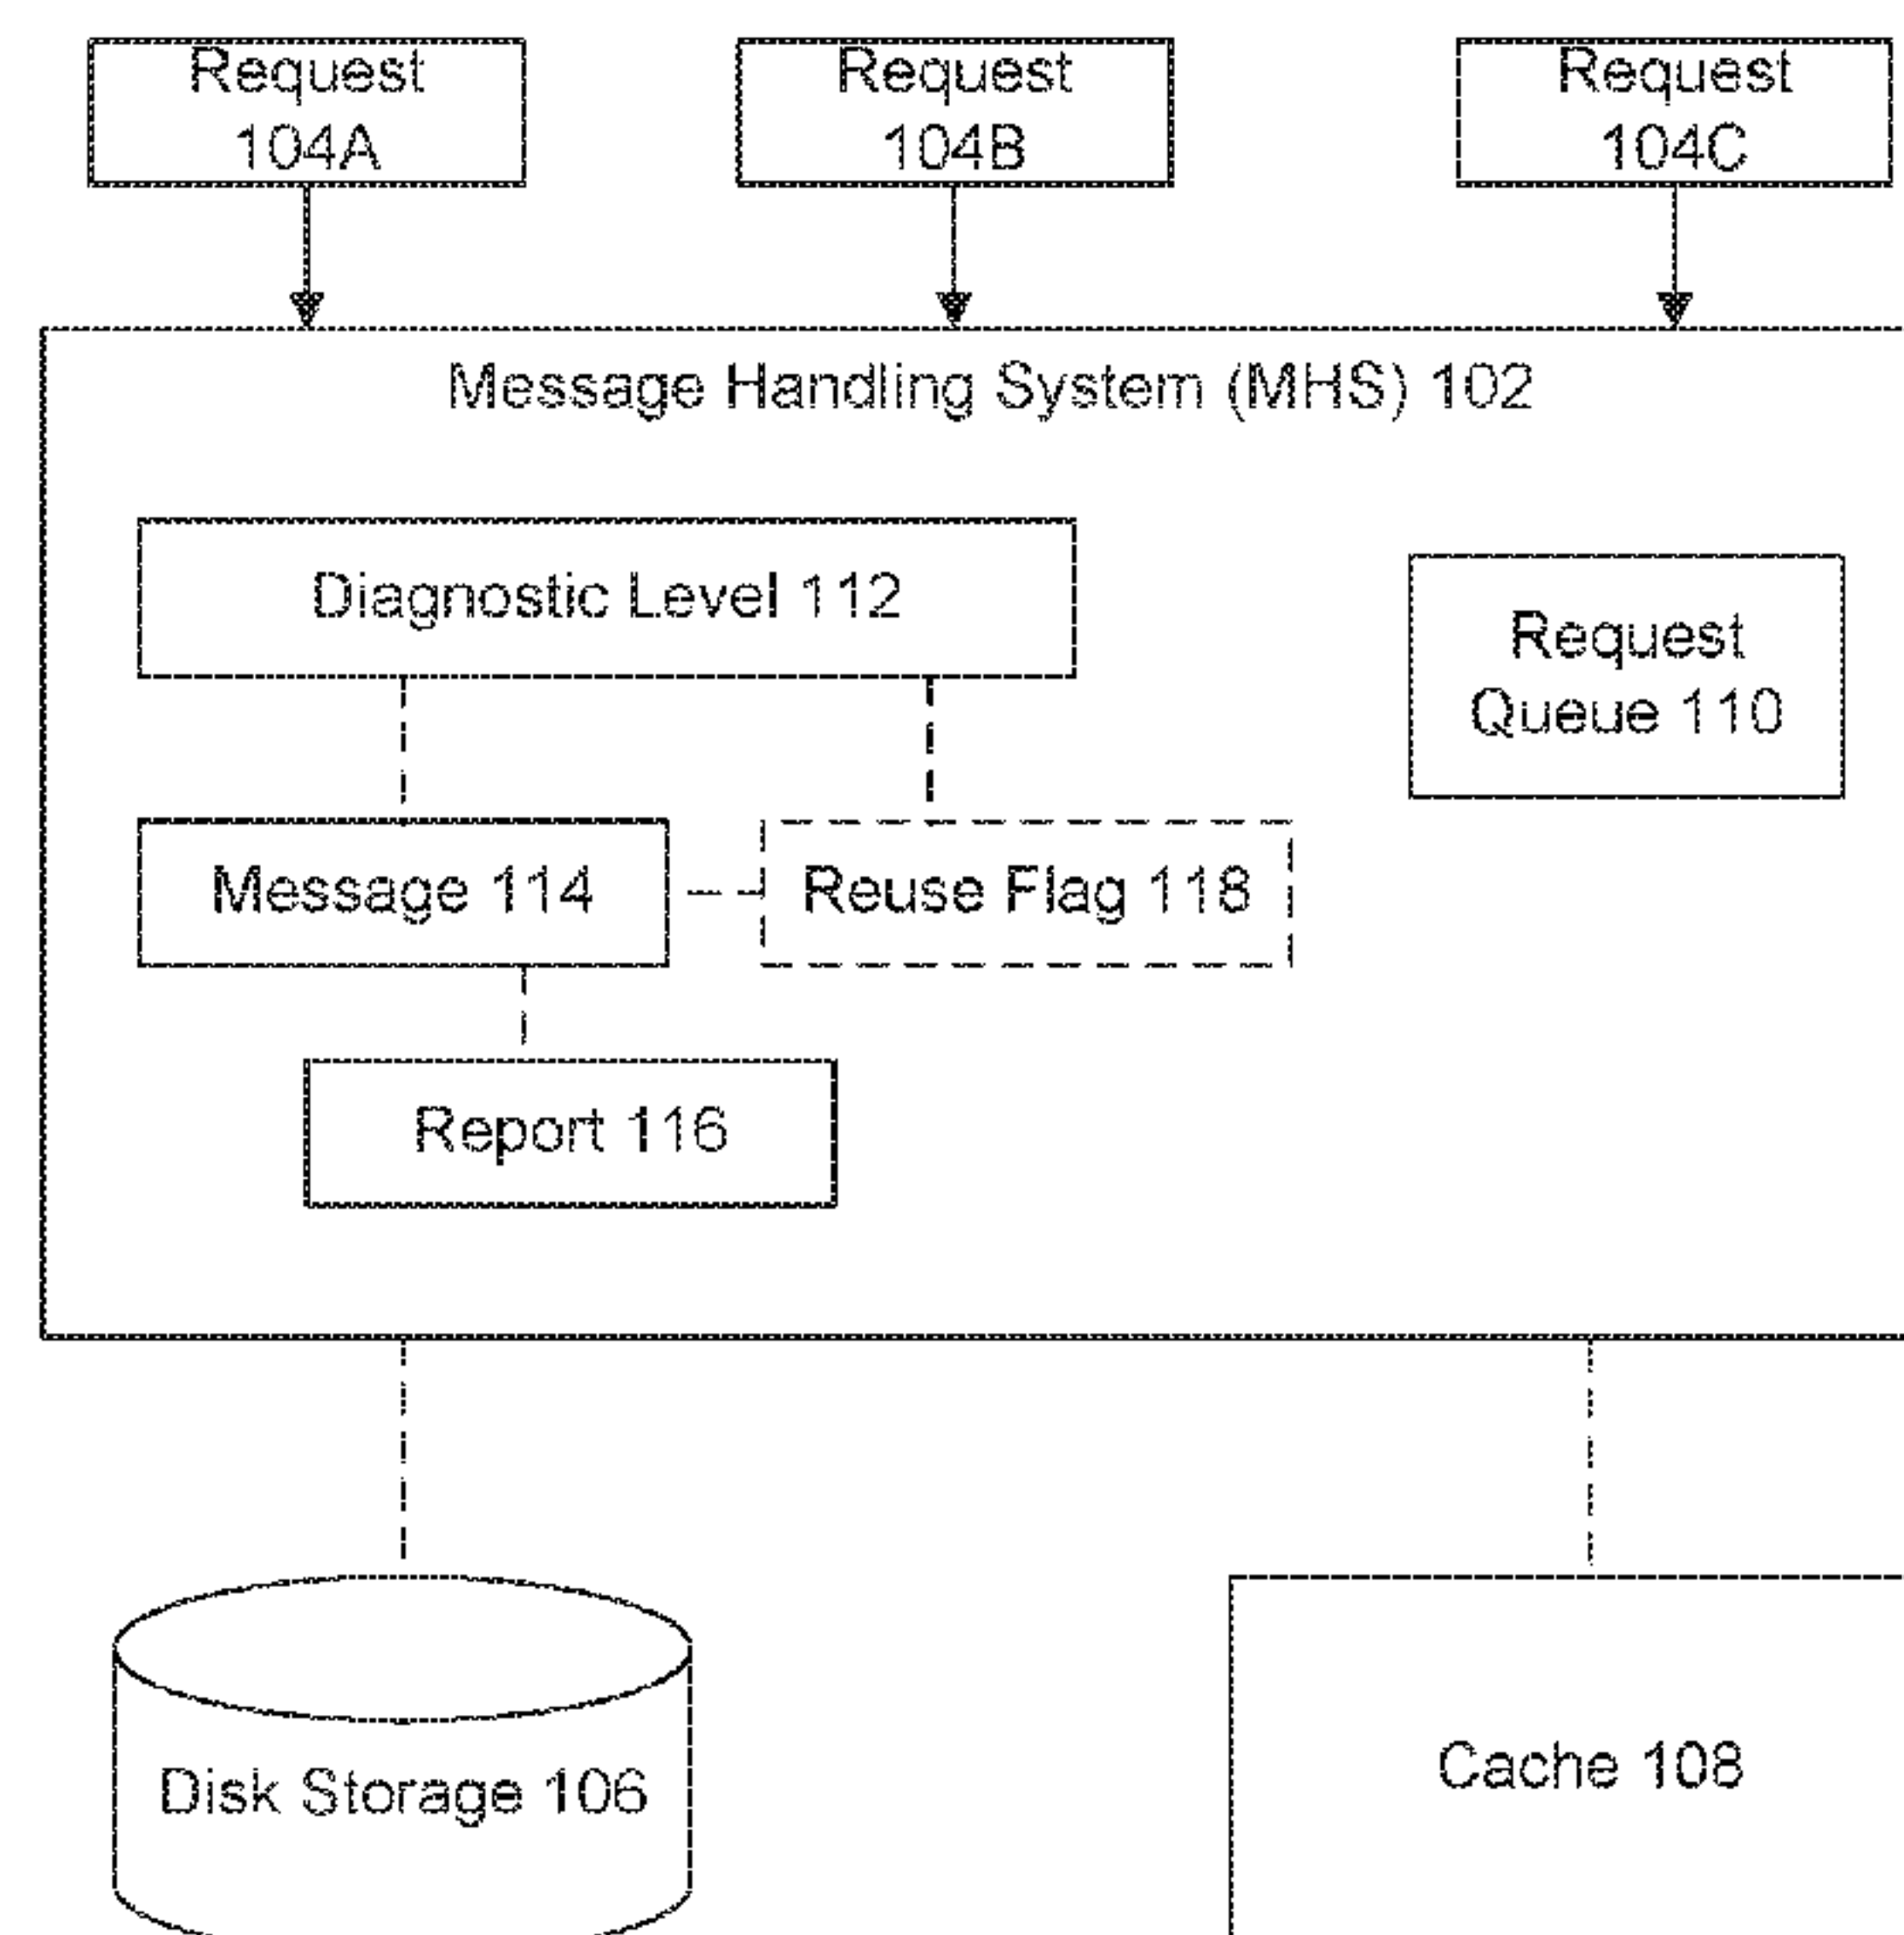 Request
104A
Request
104B
Request
104C
Message Handling System (MHS) 102
Diagnostic Level 112
Request
Queue 110
Message 114
Reuse Flag 118
Report 116
Disk Storage 106
Cache 108